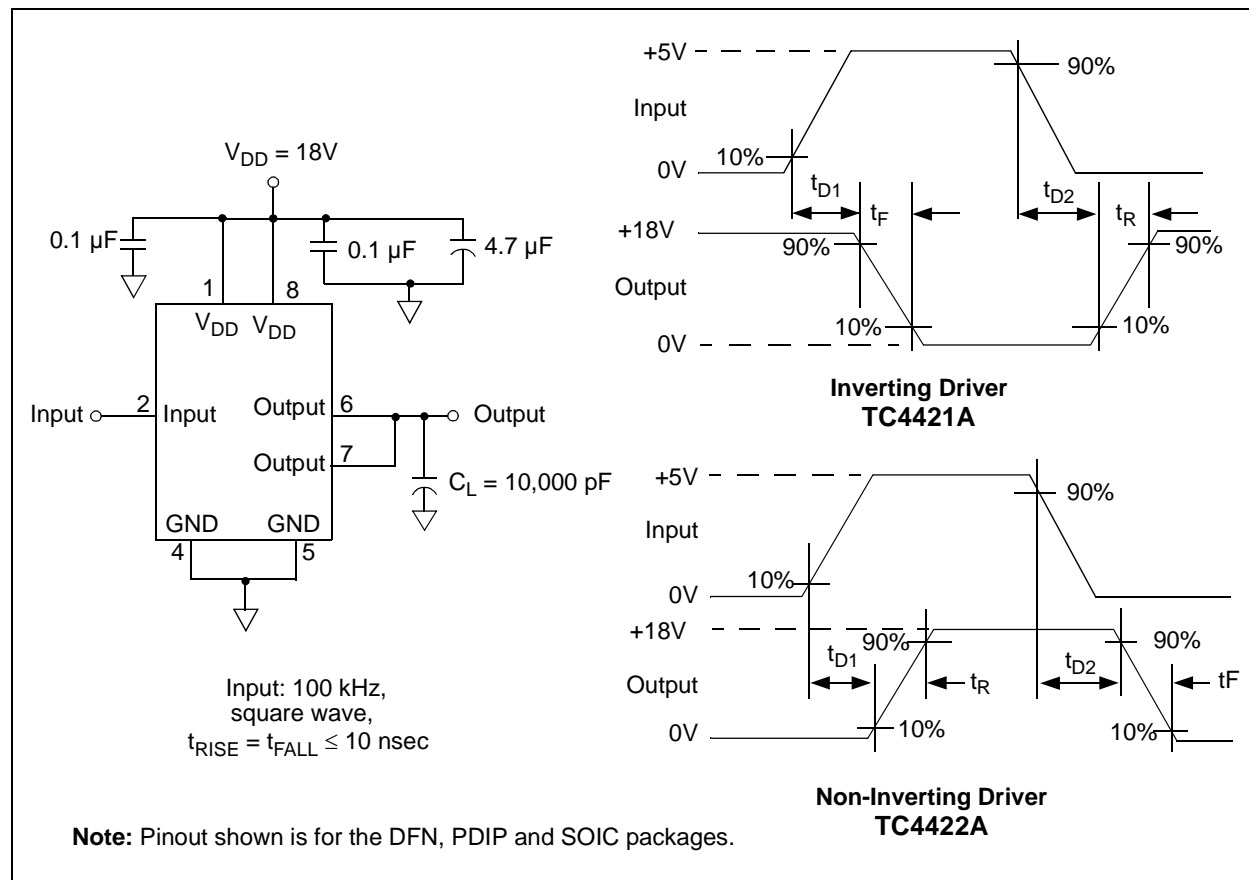 V_DD = 18V
0.1 µF
0.1 µF
4.7 µF
1
8
V_DD
V_DD
Input
2
Input
Output
6
Output
Output
7
C_L = 10,000 pF
GND
GND
4
5
Input: 100 kHz,
square wave,
t_RISE = t_FALL ≤ 10 nsec
+5V
90%
Input
10%
0V
t_D1
t_F
t_D2
t_R
+18V
90%
90%
Output
10%
10%
0V
Inverting Driver
TC4421A
+5V
90%
Input
10%
0V
+18V
90%
90%
t_D1
t_R
t_D2
tF
Output
0V
10%
10%
Non-Inverting Driver
TC4422A
Note: Pinout shown is for the DFN, PDIP and SOIC packages.